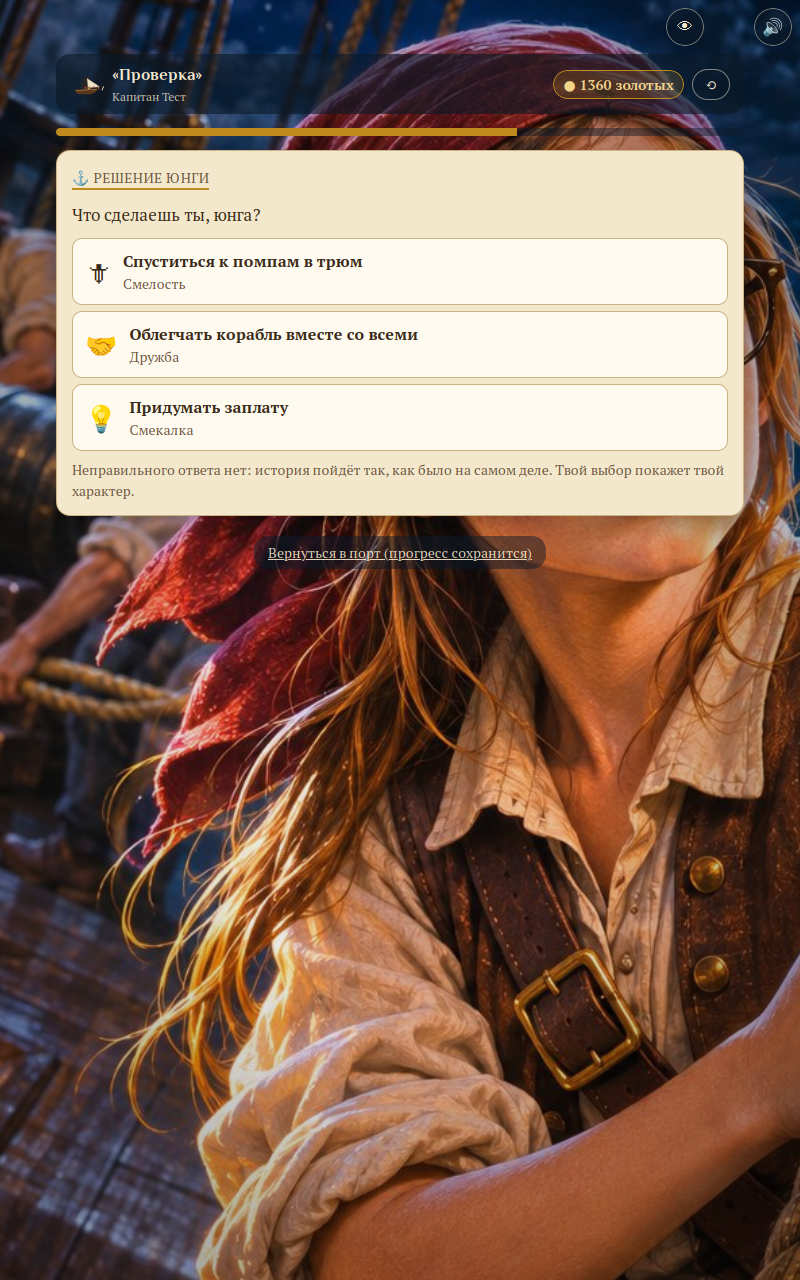 «Проверка»
Капитан Тест
1360 золотых
РЕШЕНИЕ ЮНГИ
Что сделаешь ты, юнга?
Спуститься к помпам в трюм
Смелость
Облегчать корабль вместе со всеми
Дружба
Придумать заплату
Смекалка
Неправильного ответа нет: история пойдёт так, как было на самом деле. Твой выбор покажет твой
характер.
Вернуться в порт (прогресс сохранится)